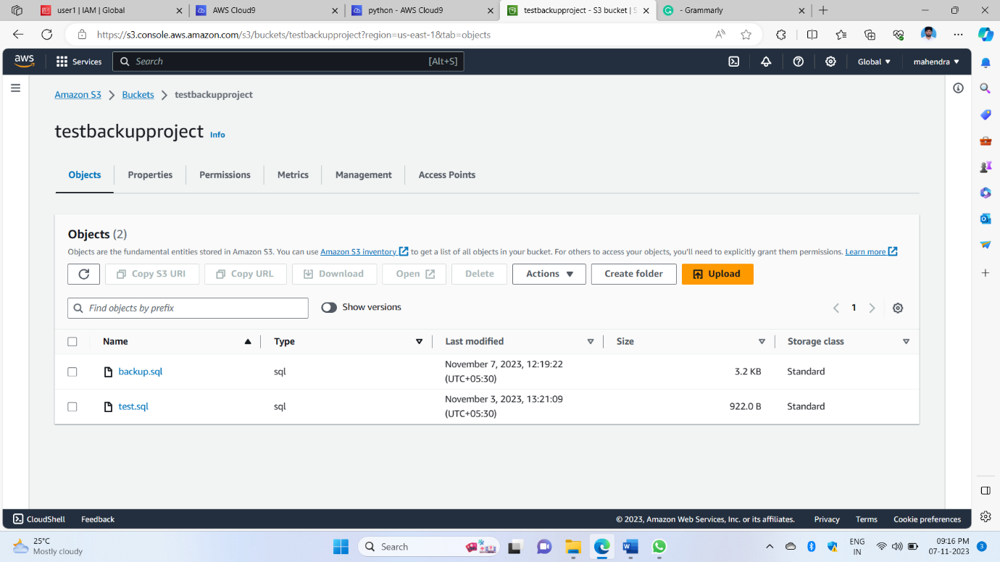 user1 | IAM | Global
AWS Cloud9
python - AWS Cloud9
testbackupproject - S3 bucket | S
- Grammarly
https://s3.console.aws.amazon.com/s3/buckets/testbackupproject?region=us-east-1&tab=objects
aws Services Search [Alt+S] Global mahendra
Amazon S3 > Buckets > testbackupproject
testbackupproject Info
Objects Properties Permissions Metrics Management Access Points
Objects (2)
Objects are the fundamental entities stored in Amazon S3. You can use Amazon S3 inventory to get a list of all objects in your bucket. For others to access your objects, you'll need to explicitly grant them permissions. Learn more
Copy S3 URI Copy URL Download Open Delete Actions Create folder Upload
Find objects by prefix Show versions 1
Name Type Last modified Size Storage class
backup.sql sql November 7, 2023, 12:19:22 (UTC+05:30) 3.2 KB Standard
test.sql sql November 3, 2023, 13:21:09 (UTC+05:30) 922.0 B Standard
CloudShell Feedback © 2023, Amazon Web Services, Inc. or its affiliates. Privacy Terms Cookie preferences
25°C
Mostly cloudy
Search
ENG
IN
09:16 PM
07-11-2023
3